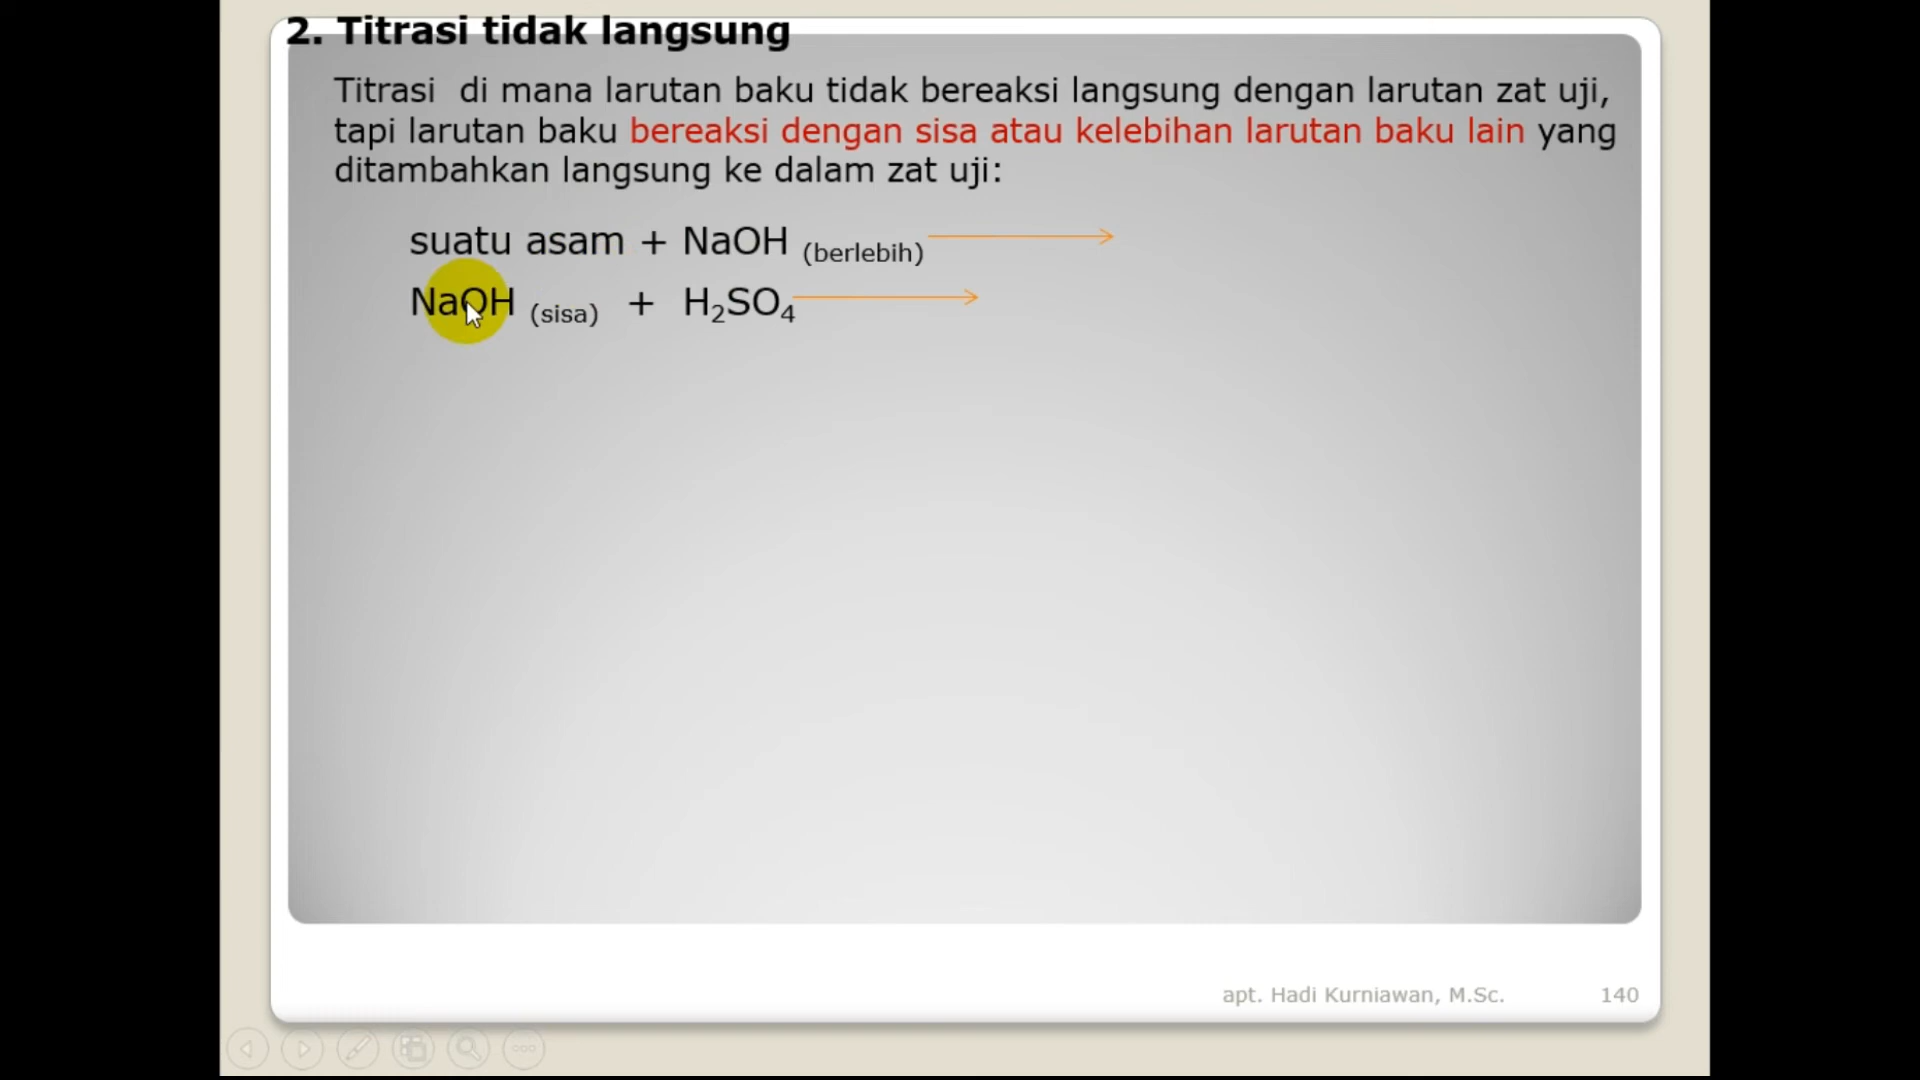 2. Titrasi tidak langsung
Titrasi di mana larutan baku tidak bereaksi langsung dengan larutan zat uji,
tapi larutan baku bereaksi dengan sisa atau kelebihan larutan baku lain yang
ditambahkan langsung ke dalam zat uji:
suatu asam + NaOH (berlebih)
NaOH (sisa) + H₂SO₄
apt. Hadi Kurniawan, M.Sc. 140